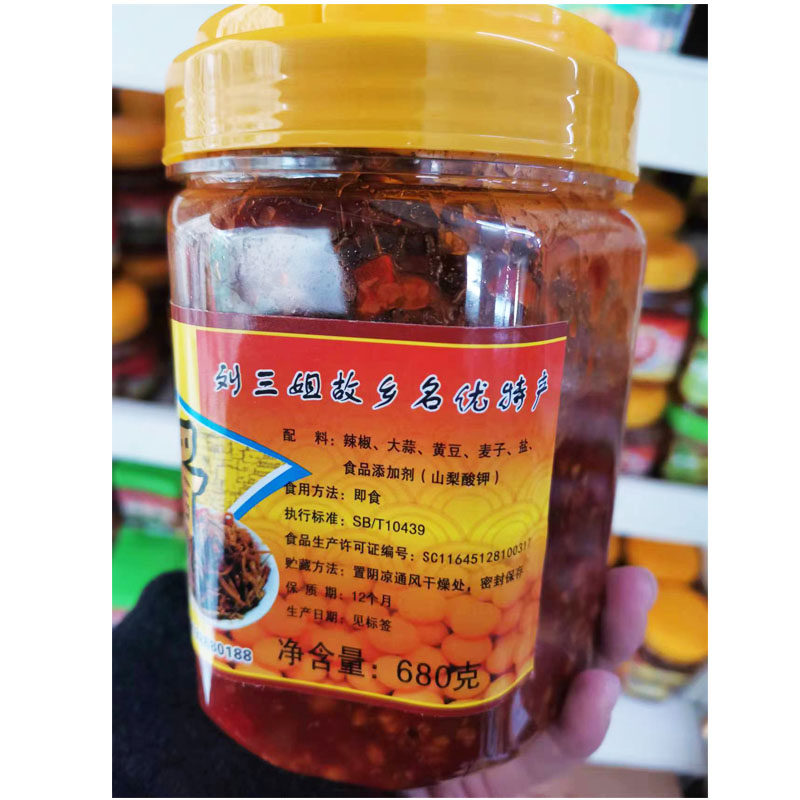 刘三姐故乡名优特产
配 料：辣椒、大蒜、黄豆、麦子、盐、
食品添加剂（山梨酸钾）
食用方法：即食
执行标准：SB/T10439
食品生产许可证编号：SC11645128100317
贮藏方法：置阴凉通风干燥处，密封保存
保 质 期：12个月
生产日期：见标签
净含量：680克
80188